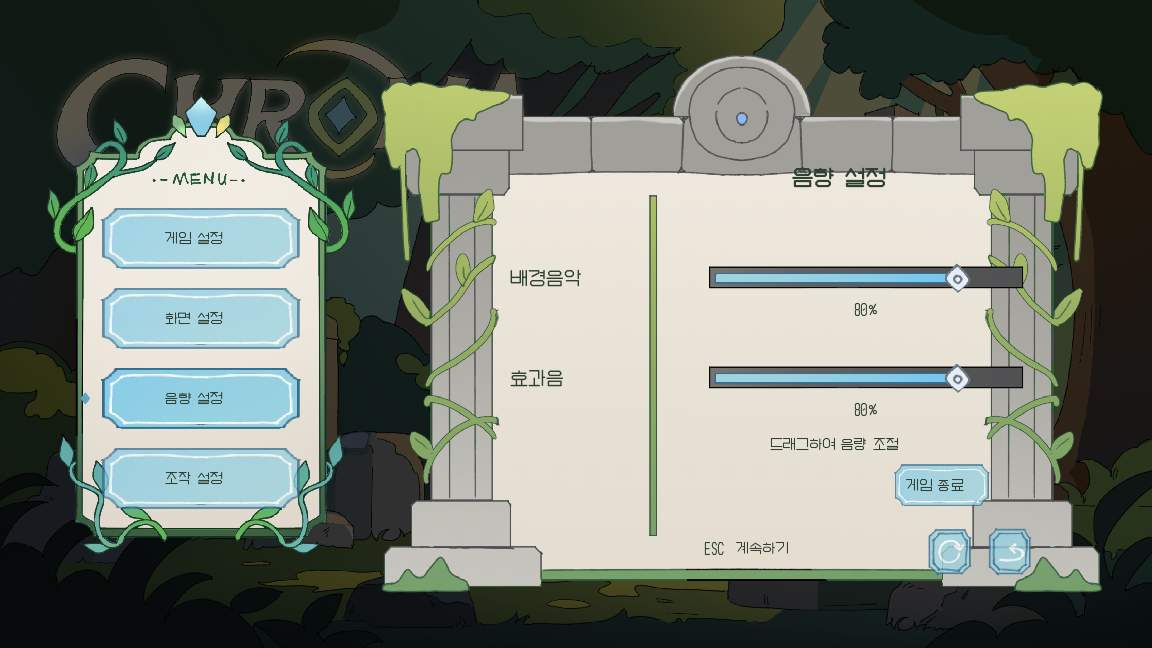 -MENU-
게임 설정
화면 설정
음향 설정
조작 설정
음향 설정
배경음악
80%
효과음
80%
드래그하여 음량 조절
게임 종료
ESC 계속하기